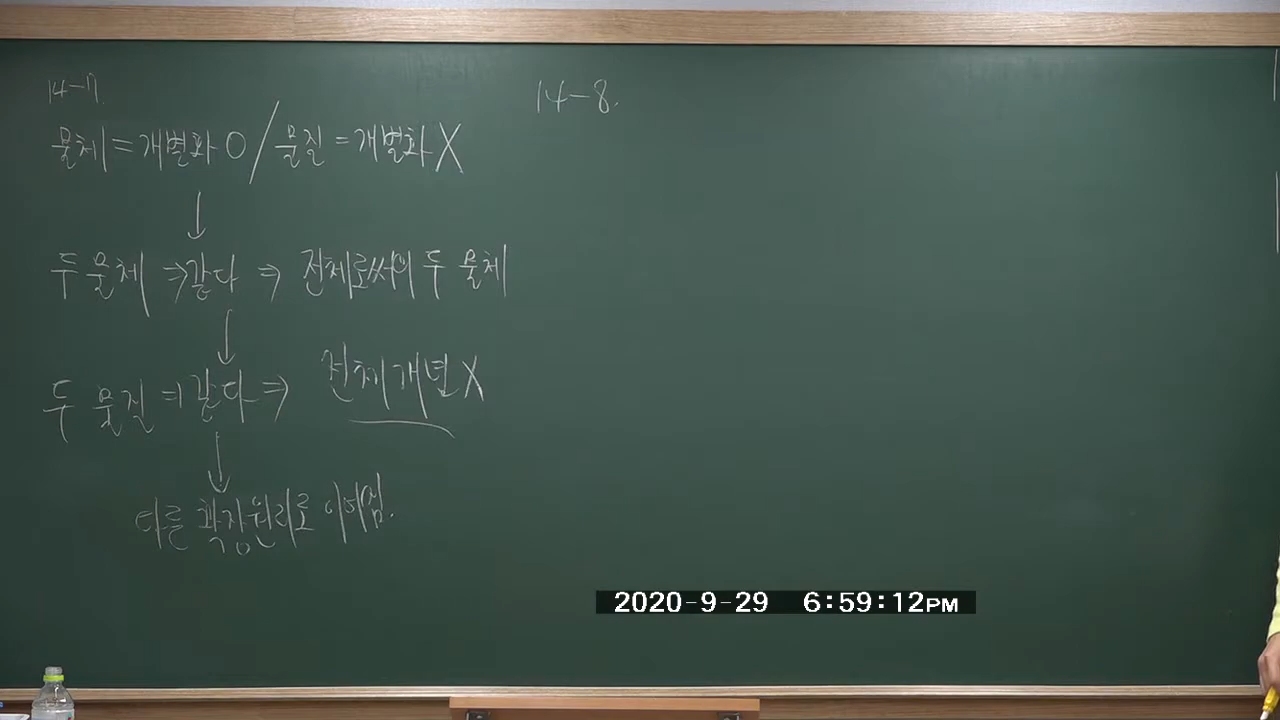 14-7.
물체=개별화 O / 물질=개별화 X
↓
두 물체 ⇒ 같다 ⇒ 전체로써의 두 물체
↓
두 물질 ⇒ 같다 ⇒ 전체개념 X
↓
다른 확장원리로 이어짐.
14-8.
2020-9-29 6:59:12PM